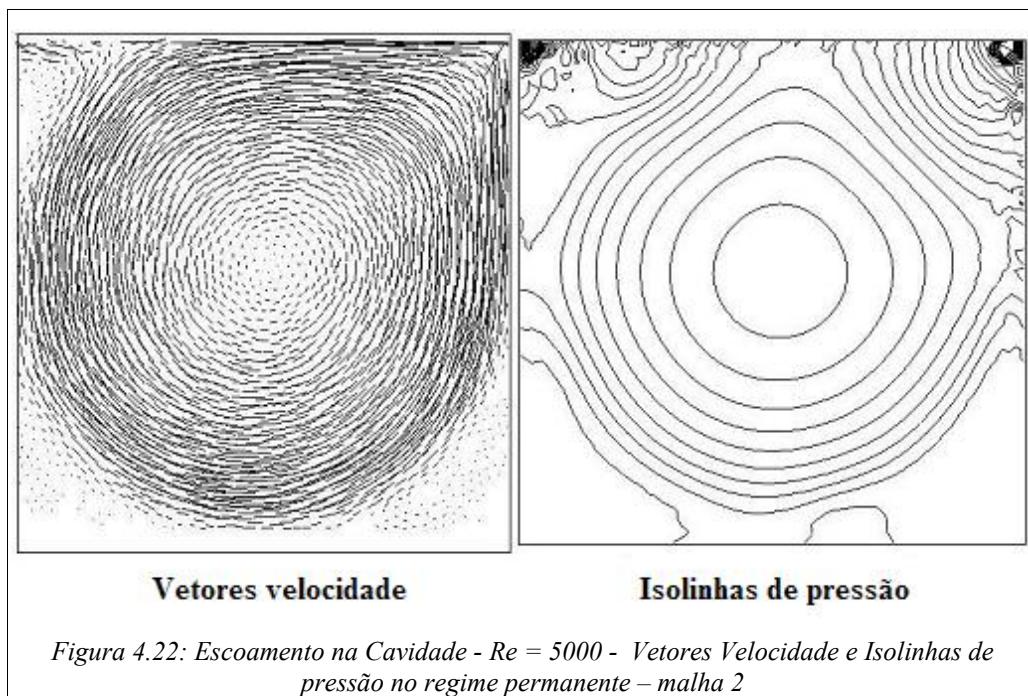 Vetores velocidade
Isolinhas de pressão
Figura 4.22: Escoamento na Cavidade - Re = 5000 - Vetores Velocidade e Isolinhas de
pressão no regime permanente – malha 2